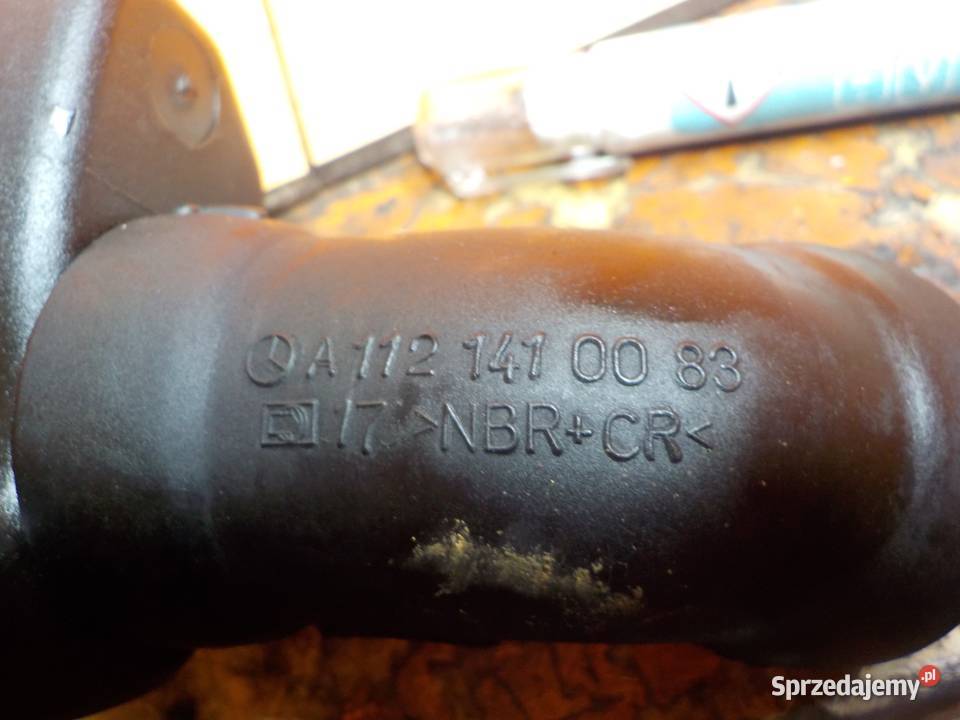 A 112 141 00 83
17 >NBR+CR<
Sprzedajemy.pl